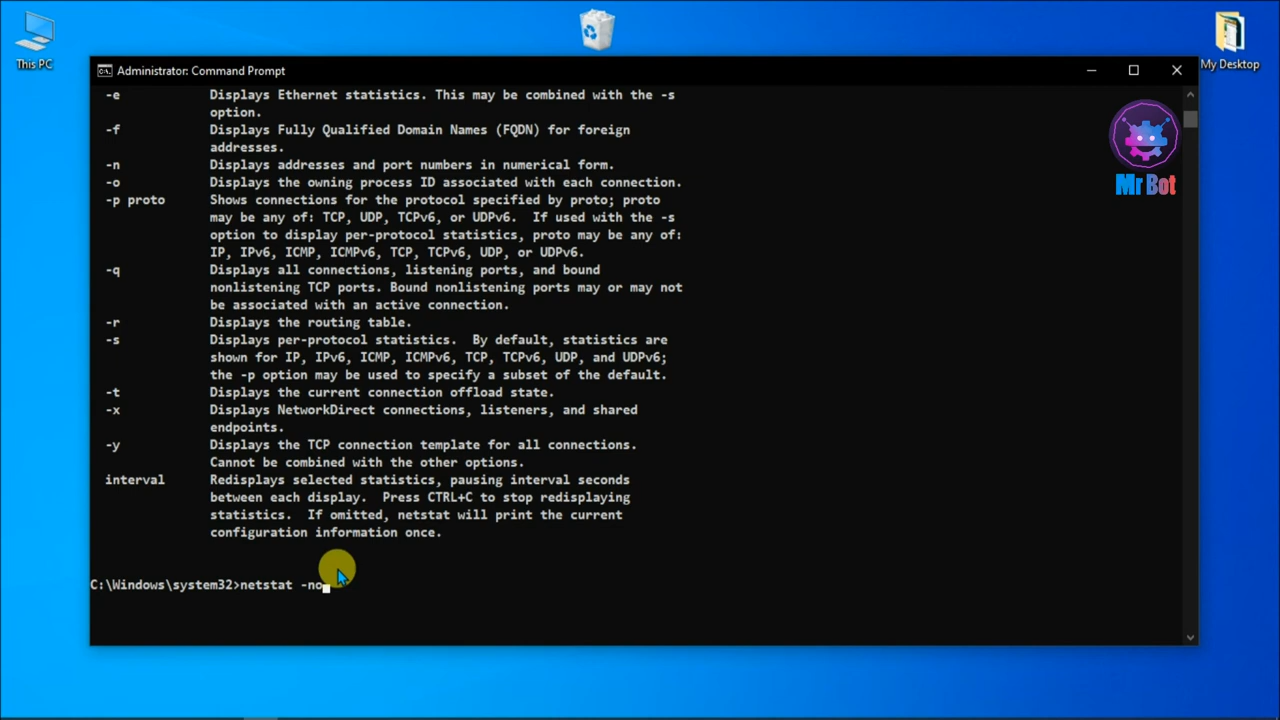 This PC
My Desktop
Administrator: Command Prompt
Mr Bot
-e Displays Ethernet statistics. This may be combined with the -s
option.
-f Displays Fully Qualified Domain Names (FQDN) for foreign
addresses.
-n Displays addresses and port numbers in numerical form.
-o Displays the owning process ID associated with each connection.
-p proto Shows connections for the protocol specified by proto; proto
may be any of: TCP, UDP, TCPv6, or UDPv6. If used with the -s
option to display per-protocol statistics, proto may be any of:
IP, IPv6, ICMP, ICMPv6, TCP, TCPv6, UDP, or UDPv6.
-q Displays all connections, listening ports, and bound
nonlistening TCP ports. Bound nonlistening ports may or may not
be associated with an active connection.
-r Displays the routing table.
-s Displays per-protocol statistics. By default, statistics are
shown for IP, IPv6, ICMP, ICMPv6, TCP, TCPv6, UDP, and UDPv6;
the -p option may be used to specify a subset of the default.
-t Displays the current connection offload state.
-x Displays NetworkDirect connections, listeners, and shared
endpoints.
-y Displays the TCP connection template for all connections.
Cannot be combined with the other options.
interval Redisplays selected statistics, pausing interval seconds
between each display. Press CTRL+C to stop redisplaying
statistics. If omitted, netstat will print the current
configuration information once.
C:\Windows\system32>netstat -no